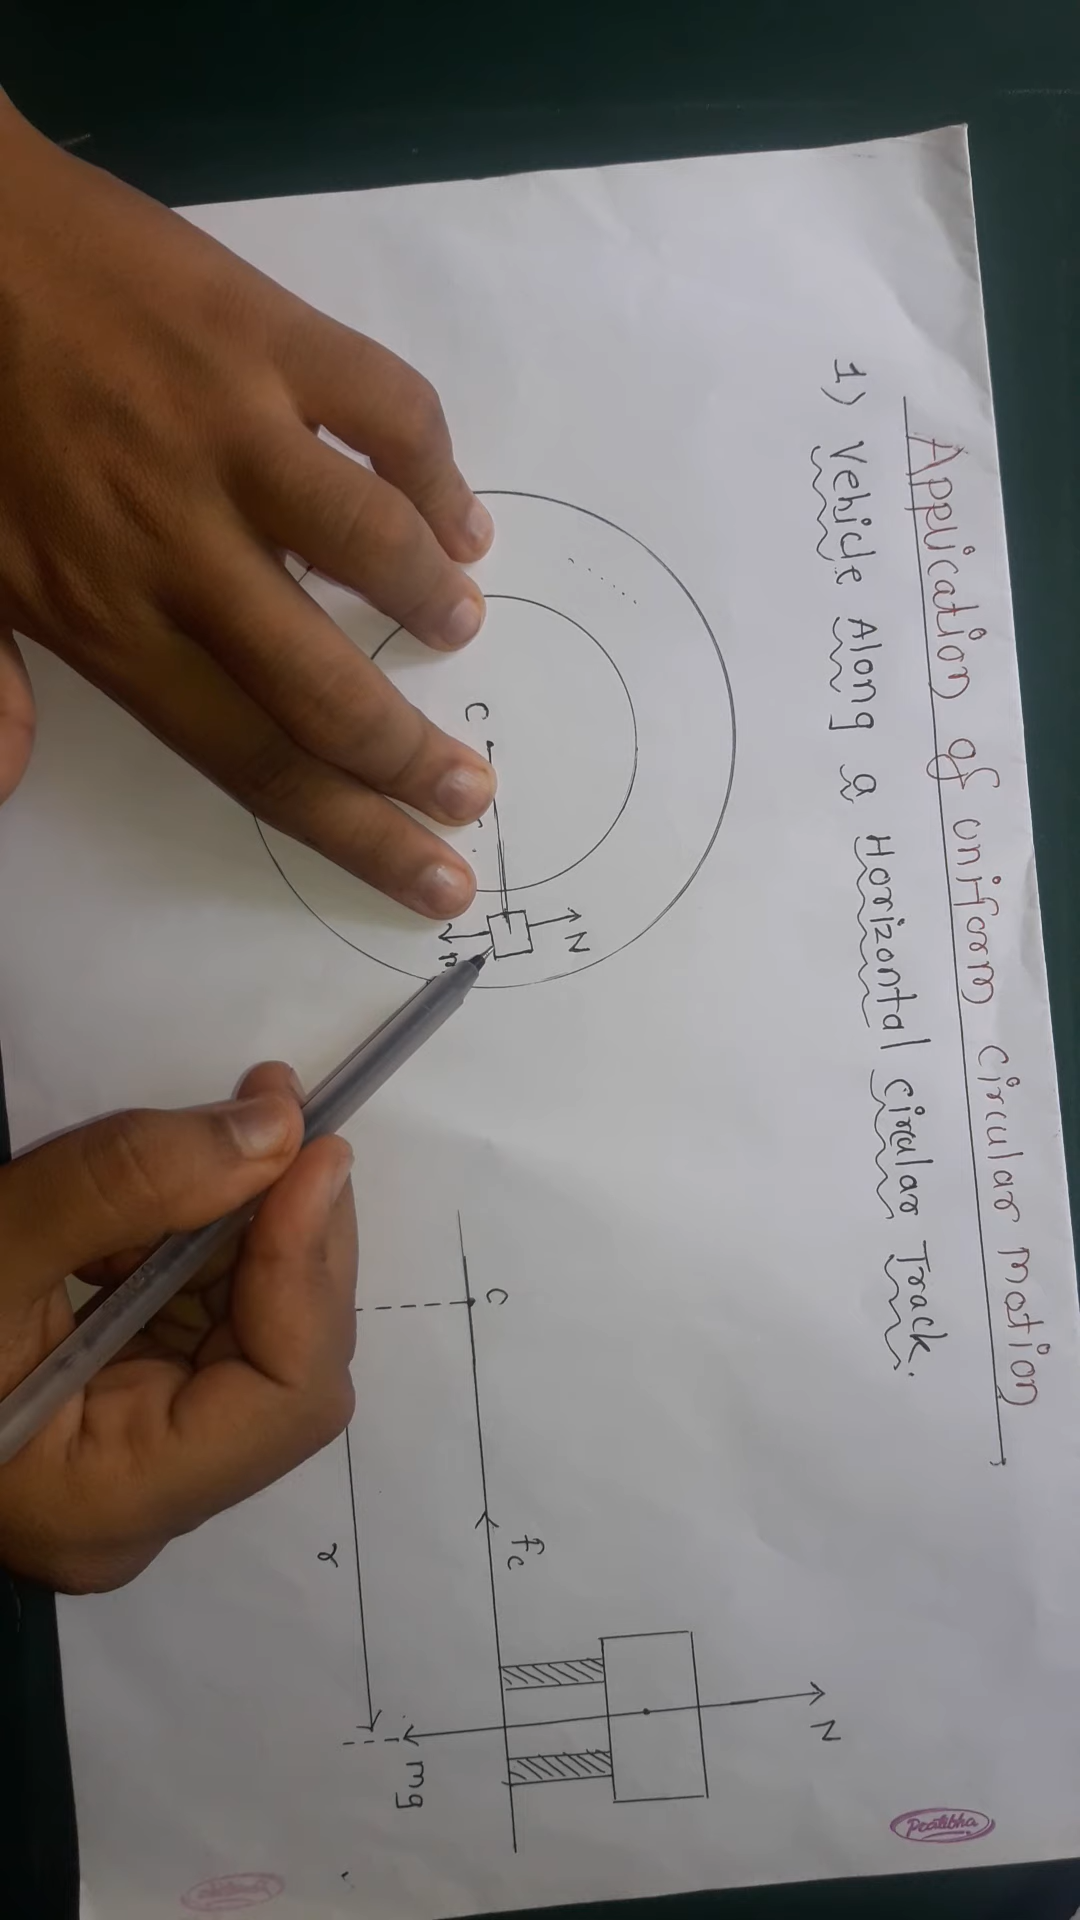 Application of uniform circular motion
1) Vehicle Along a Horizontal Circular Track.
N
C
r
C
fc
N
mg
r
Pratibha